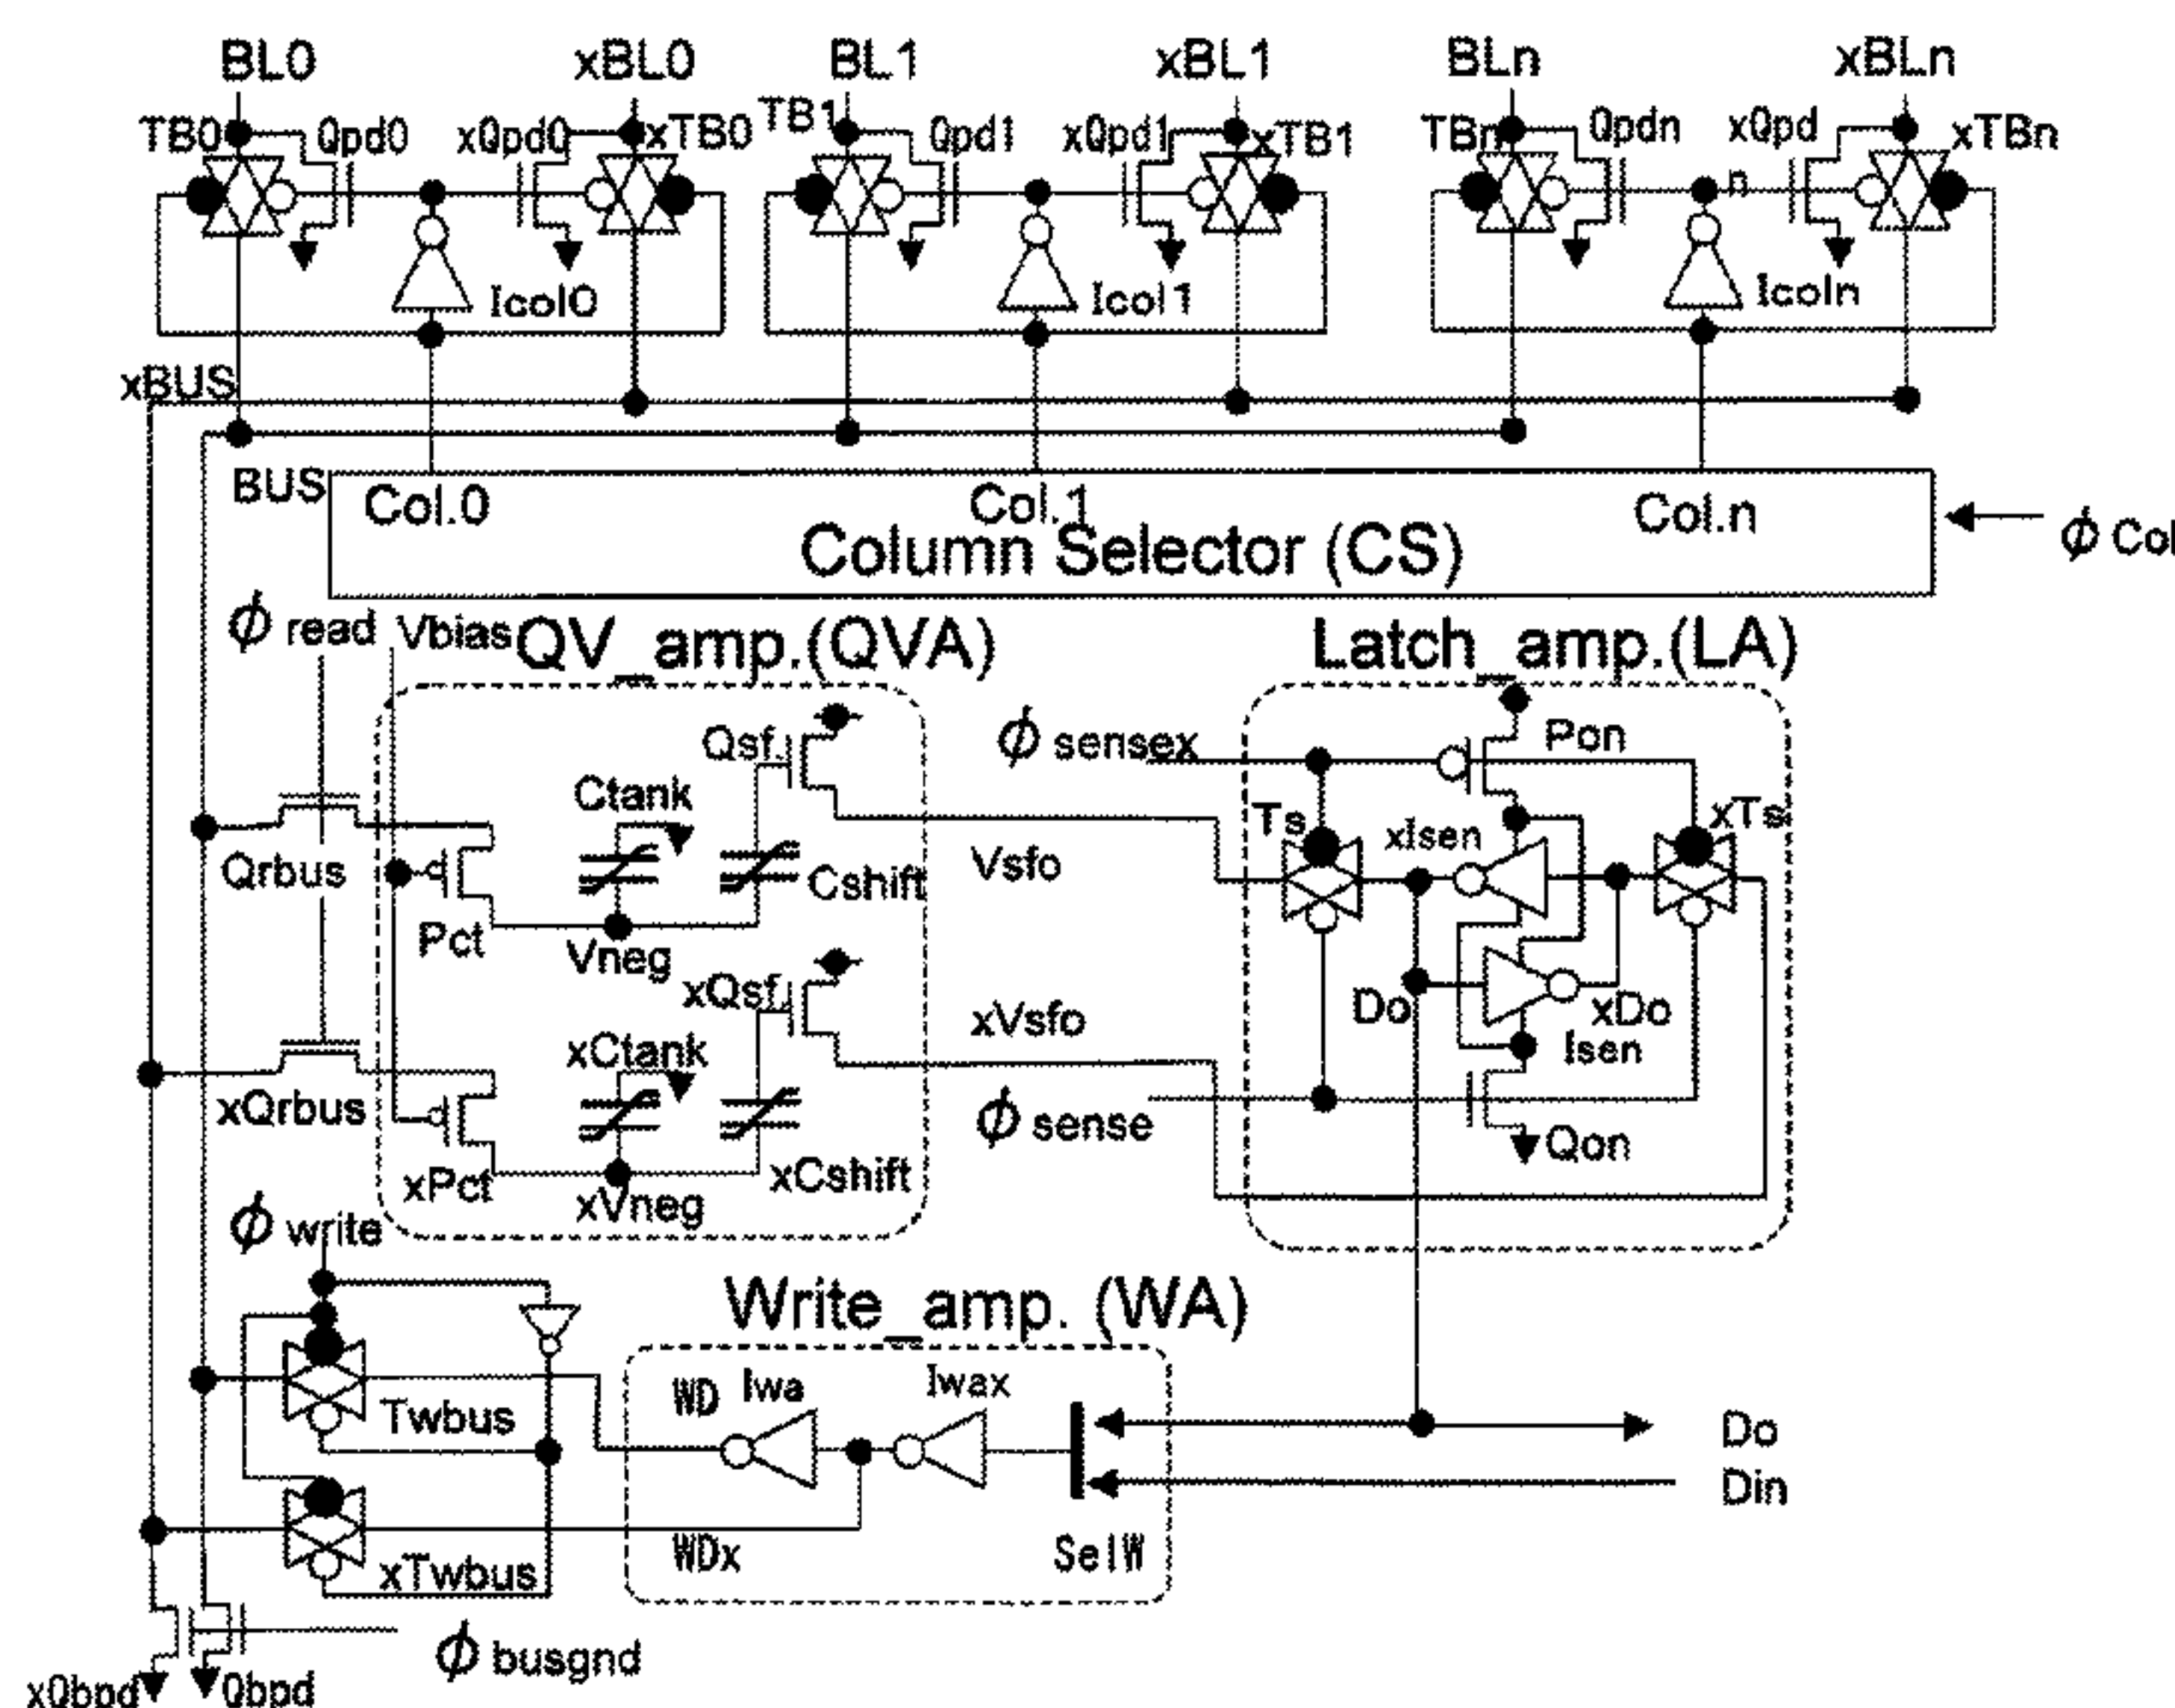 BL0 xBL0 BL1 xBL1 BLn xBLn
TB0 Qpd0 xQpd0 xTB0 TB1 Qpd1 xQpd1 xTB1 TBn Qpdn xQpd n xTBn
Icol0 Icol1 Icoln
xBUS
BUS Col.0 Col.1 Col.n
Column Selector (CS) ϕ Col
ϕ read Vbias QV_amp.(QVA) Latch_amp.(LA)
Qsf. ϕ sensex Pon
Ctank Ts xIsen xTs
Qrbus Cshift Vsfo
Pct Vneg
xQsf. xVsfo Do xDo
xCtank Isen
xQrbus ϕ sense Qon
xPct xVneg xCshift
ϕ write
Write_amp. (WA)
WD Iwa Iwax
Twbus Do
Din
xTwbus WDx SelW
ϕ busgnd
xQbpd Qbpd